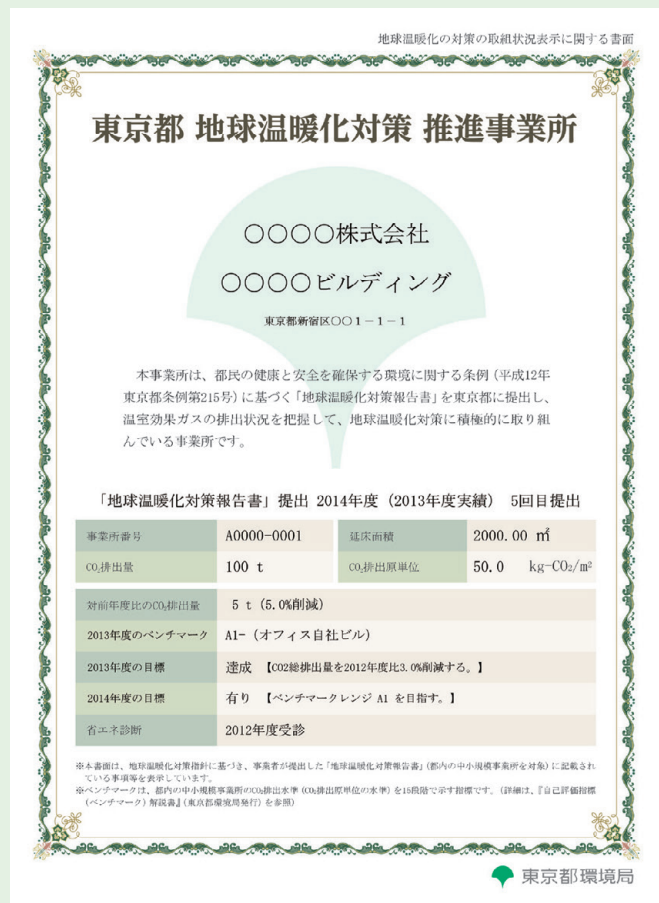 地球温暖化の対策の取組状況表示に関する書面
東京都 地球温暖化対策 推進事業所
○○○○株式会社
○○○○ビルディング
東京都新宿区○○１－１－１
本事業所は、都民の健康と安全を確保する環境に関する条例（平成12年
東京都条例第215号）に基づく「地球温暖化対策報告書」を東京都に提出し、
温室効果ガスの排出状況を把握して、地球温暖化対策に積極的に取り組
んでいる事業所です。
「地球温暖化対策報告書」提出 2014年度（2013年度実績） 5回目提出
事業所番号 A0000-0001 延床面積 2000.00 ㎡
CO₂排出量 100 t CO₂排出原単位 50.0 kg-CO₂/m²
対前年度比のCO₂排出量 5 t (5.0%削減)
2013年度のベンチマーク A1- (オフィス自社ビル)
2013年度の目標 達成 【CO2総排出量を2012年度比3.0%削減する。】
2014年度の目標 有り 【ベンチマークレンジ A1 を目指す。】
省エネ診断 2012年度受診
※本書面は、地球温暖化対策指針に基づき、事業者が提出した「地球温暖化対策報告書」(都内の中小規模事業所を対象)に記載され
ている事項等を表示しています。
※ベンチマークは、都内の中小規模事業所のCO₂排出水準(CO₂排出原単位の水準)を15段階で示す指標です。(詳細は、『自己評価指標
(ベンチマーク)解説書』(東京都環境局発行)を参照)
東京都環境局